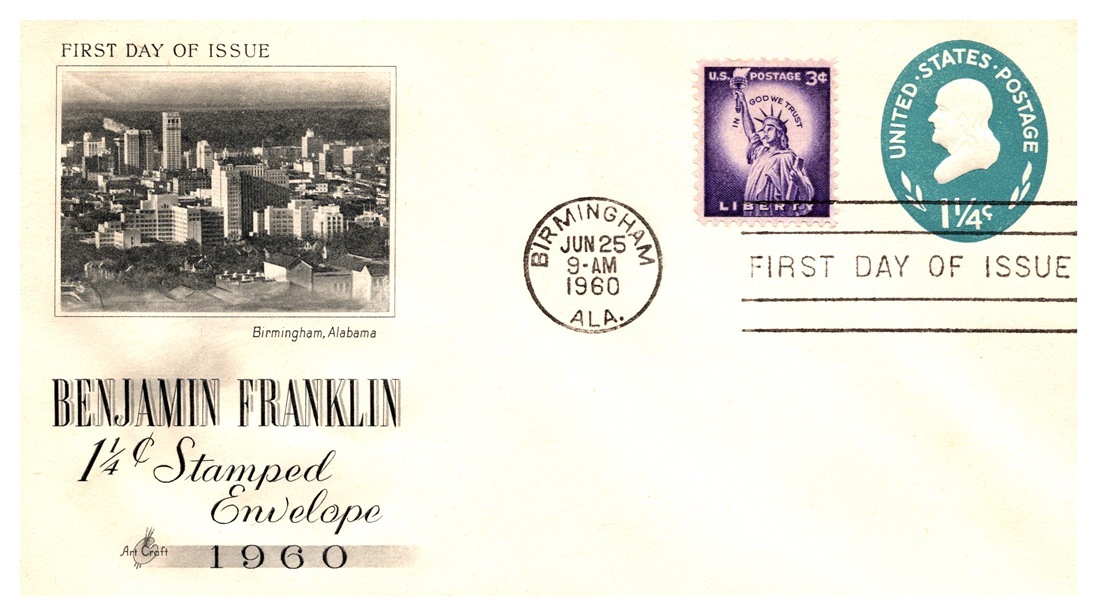 FIRST DAY OF ISSUE
Birmingham, Alabama
BENJAMIN FRANKLIN
1¼¢ Stamped
Envelope
Art Craft
1960
U.S. POSTAGE 3¢
IN GOD WE TRUST
LIBERTY
UNITED·STATES·POSTAGE
1¼¢
BIRMINGHAM
JUN 25
9-AM
1960
ALA.
FIRST DAY OF ISSUE